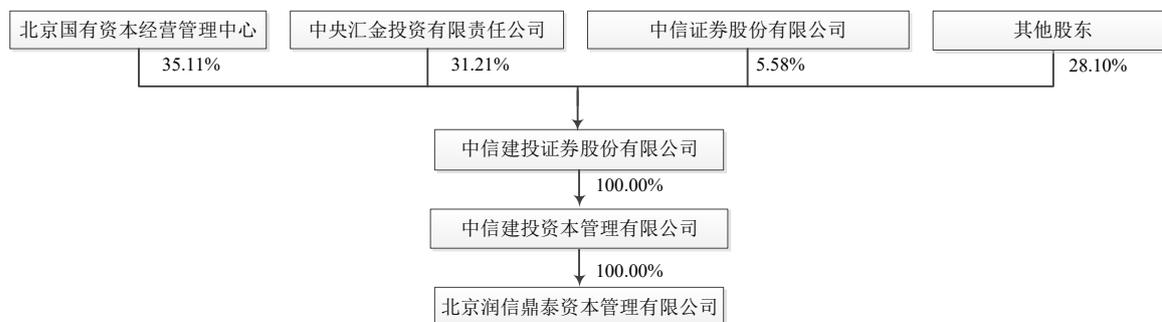 北京国有资本经营管理中心
中央汇金投资有限责任公司
中信证券股份有限公司
其他股东
35.11%
31.21%
5.58%
28.10%
中信建投证券股份有限公司
100.00%
中信建投资本管理有限公司
100.00%
北京润信鼎泰资本管理有限公司